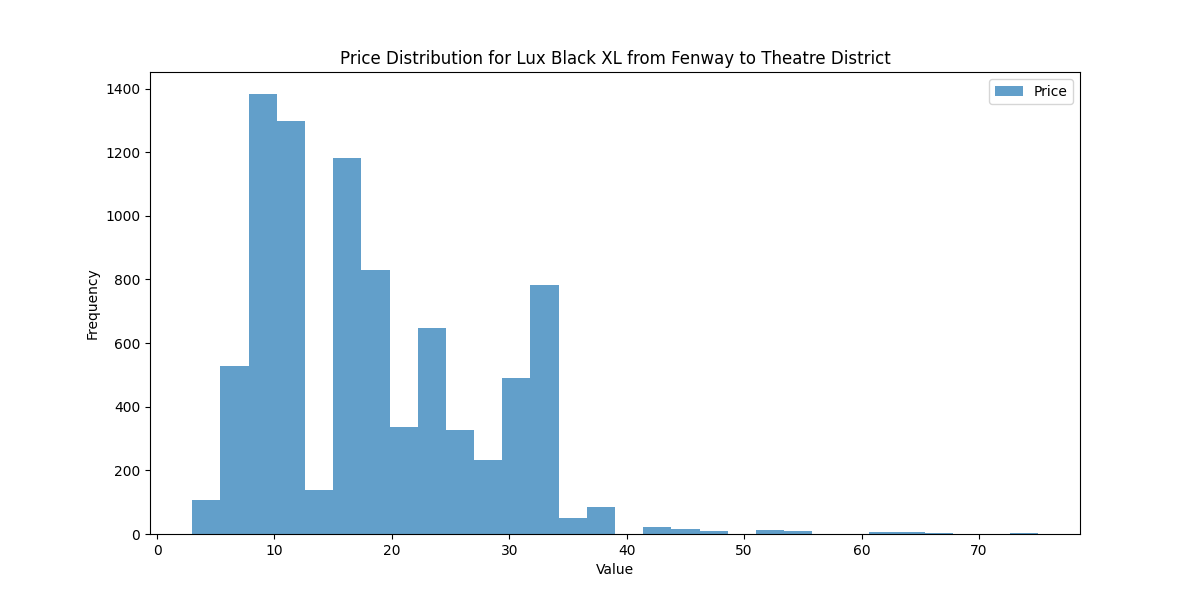 Price Distribution for Lux Black XL from Fenway to Theatre District
Price
1400
1200
1000
800
600
400
200
0
Frequency
0 10 20 30 40 50 60 70
Value